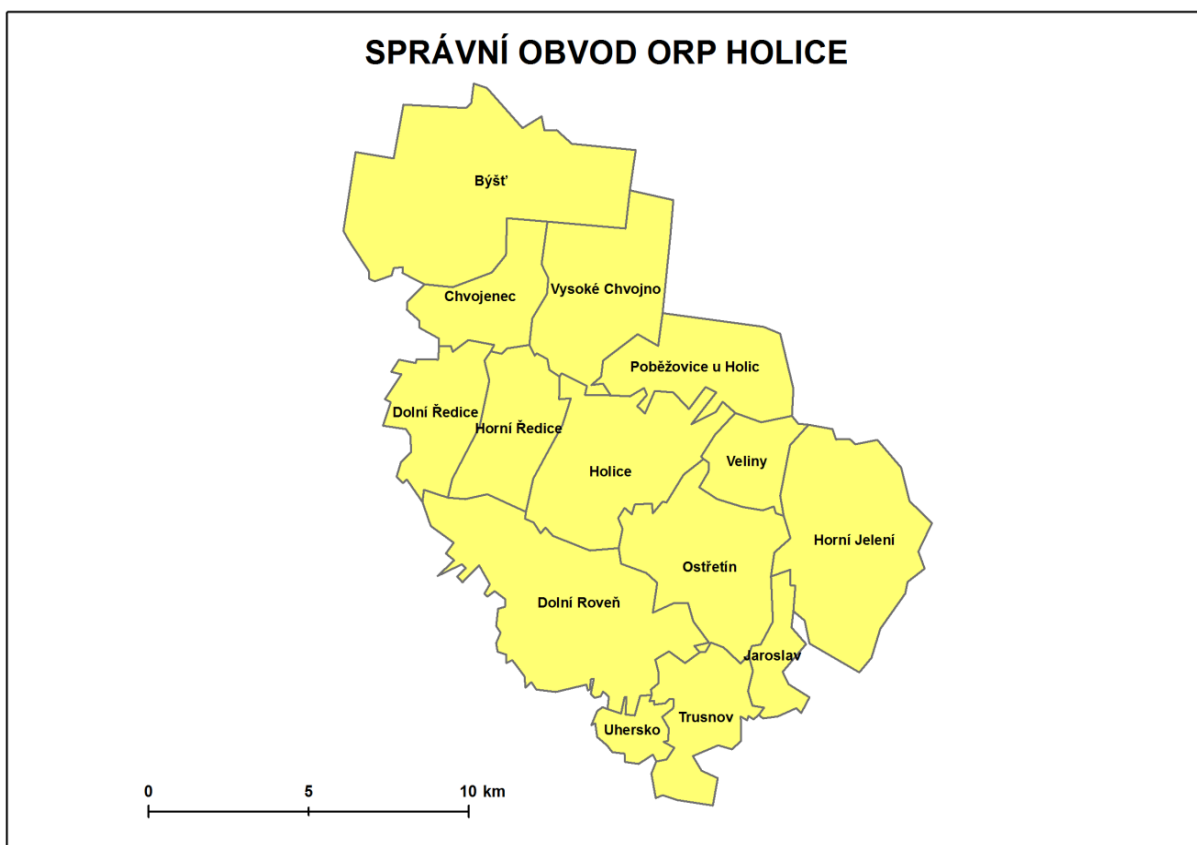 SPRÁVNÍ OBVOD ORP HOLICE
Býšť
Vysoké Chvojno
Chvojenec
Poběžovice u Holic
Dolní Ředice
Horní Ředice
Holice
Veliny
Horní Jelení
Ostřetín
Dolní Roveň
Jaroslav
Trusnov
Uhersko
0 5 10 km